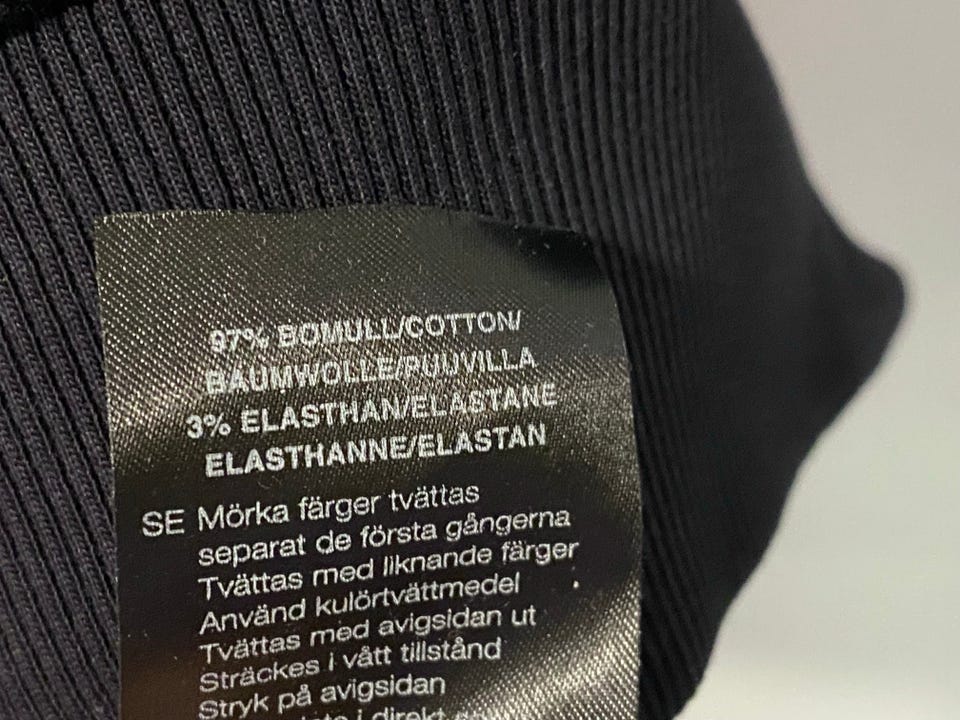 97% BOMULL/COTTON/
BAUMWOLLE/PUUVILLA
3% ELASTHAN/ELASTANE
ELASTHANNE/ELASTAN
SE Mörka färger tvättas
separat de första gångerna
Tvättas med liknande färger
Använd kulörtvättmedel
Tvättas med avigsidan ut
Sträckes i vått tillstånd
Stryk på avigsidan
i direkt